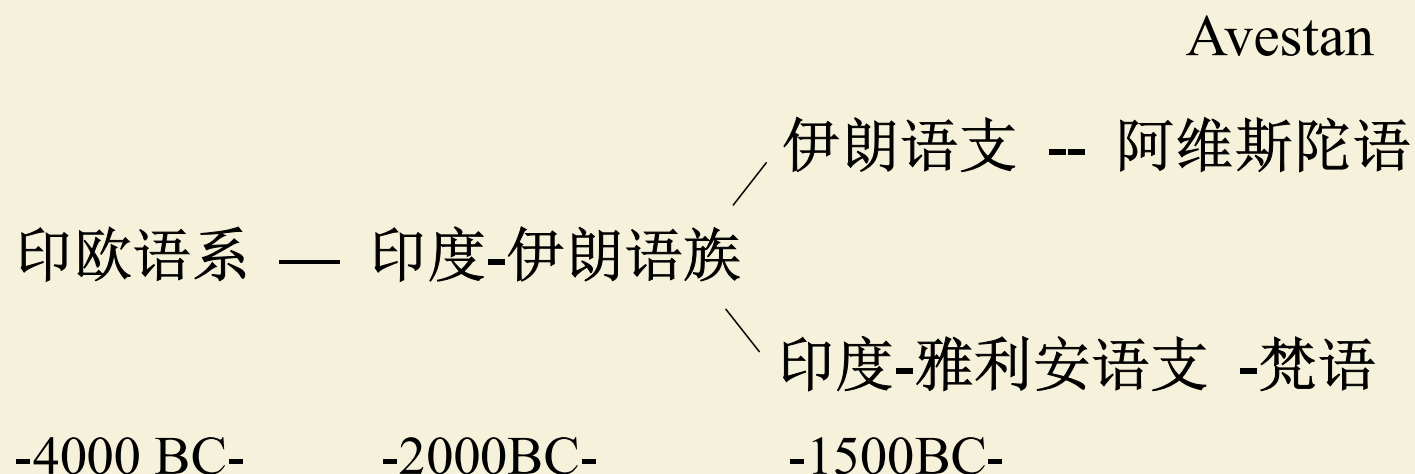 Avestan
伊朗语支 -- 阿维斯陀语
印欧语系 — 印度-伊朗语族
印度-雅利安语支 -梵语
-4000 BC- -2000BC- -1500BC-